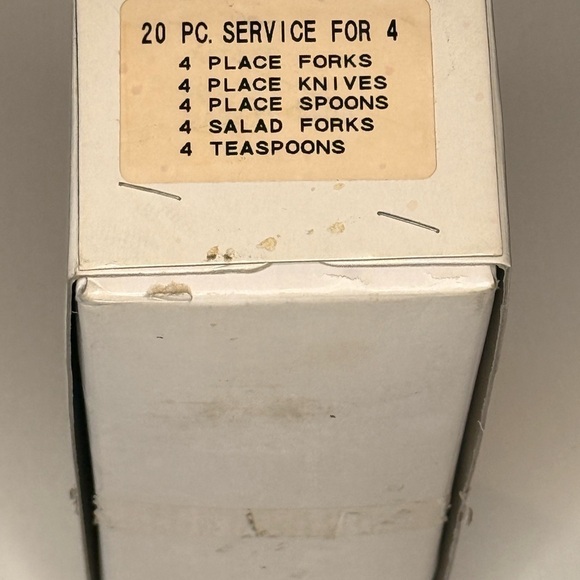 20 PC. SERVICE FOR 4
4 PLACE FORKS
4 PLACE KNIVES
4 PLACE SPOONS
4 SALAD FORKS
4 TEASPOONS